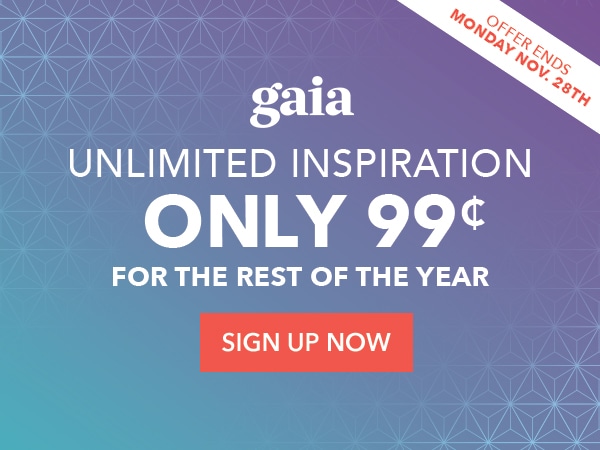 OFFER ENDS
MONDAY NOV. 28TH
gaia
UNLIMITED INSPIRATION
ONLY 99¢
FOR THE REST OF THE YEAR
SIGN UP NOW